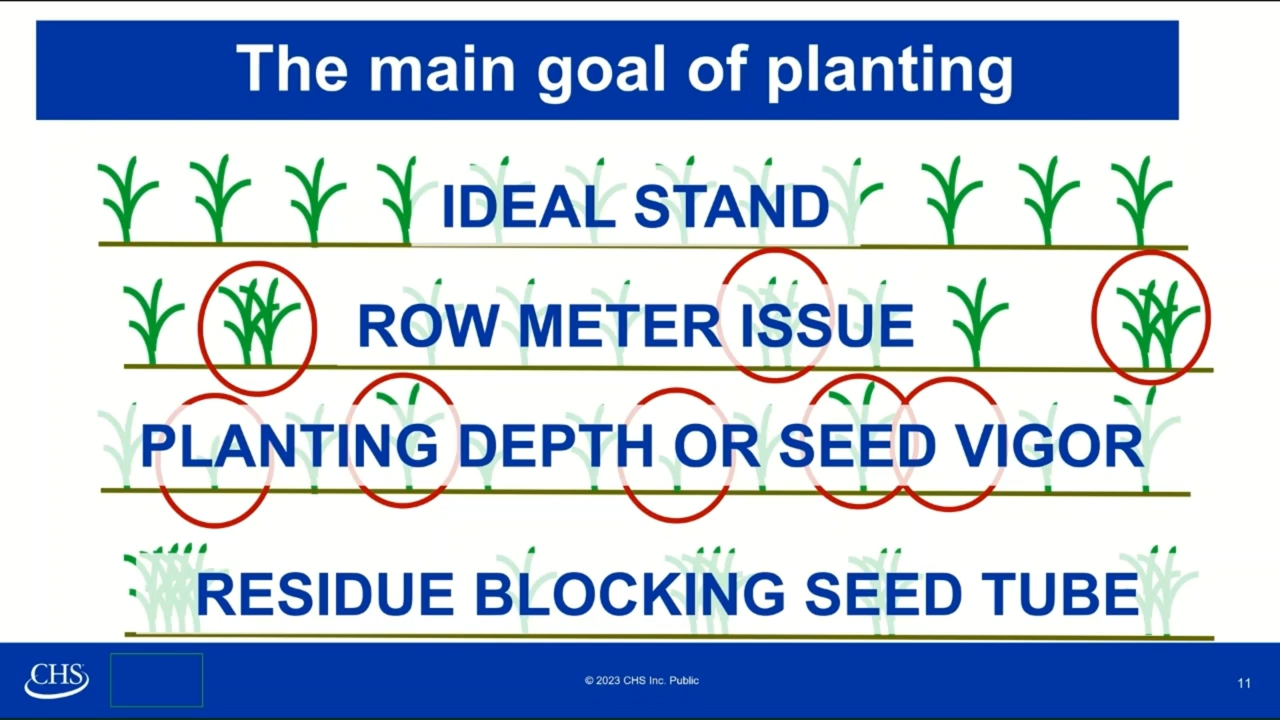 The main goal of planting
IDEAL STAND
ROW METER ISSUE
PLANTING DEPTH OR SEED VIGOR
RESIDUE BLOCKING SEED TUBE
CHS
© 2023 CHS Inc. Public
11